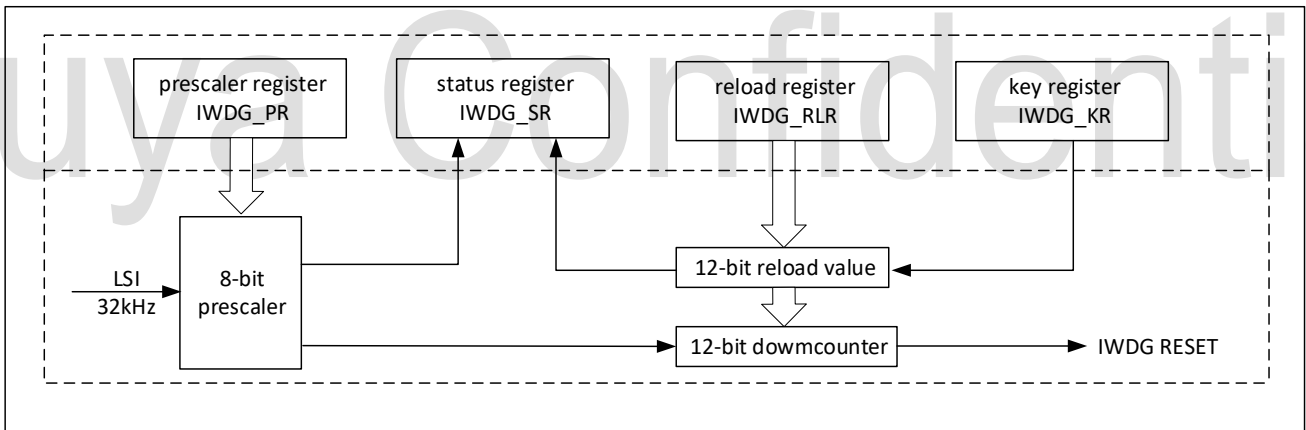 uya Confidenti
prescaler register
IWDG_PR
status register
IWDG_SR
reload register
IWDG_RLR
key register
IWDG_KR
LSI
32kHz
8-bit
prescaler
12-bit reload value
12-bit dowmcounter
IWDG RESET